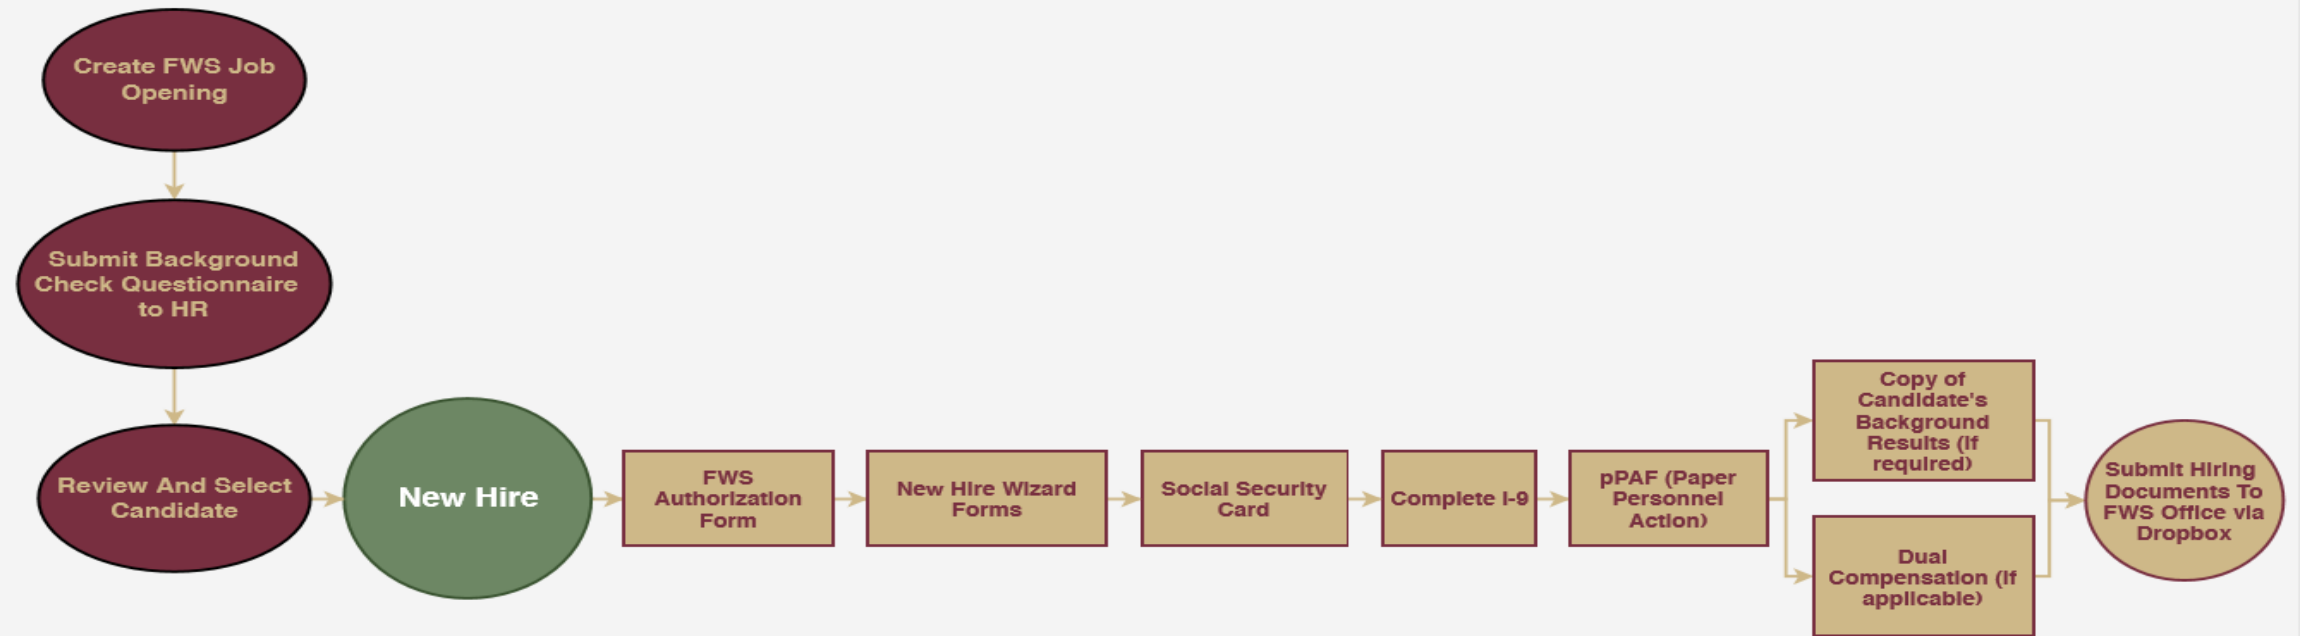 Create FWS Job
Opening
Submit Background
Check Questionnaire
to HR
Review And Select
Candidate
New Hire
FWS
Authorization
Form
New Hire Wizard
Forms
Social Security
Card
Complete I-9
pPAF (Paper
Personnel
Action)
Copy of
Candidate's
Background
Results (if
required)
Dual
Compensation (if
applicable)
Submit Hiring
Documents To
FWS Office via
Dropbox